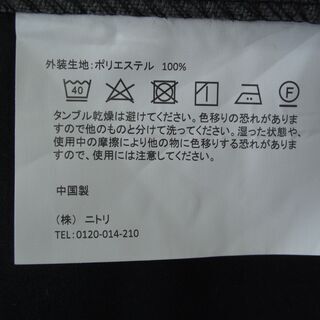 外装生地：ポリエステル 100%
40
F
タンブル乾燥は避けてください。色移りの恐れがありま
すので他のものと分けて洗ってください。湿った状態や、
使用中の摩擦により他の物に色移りする恐れがあります
ので、使用には注意してください。
中国製
（株） ニトリ
TEL：0120-014-210